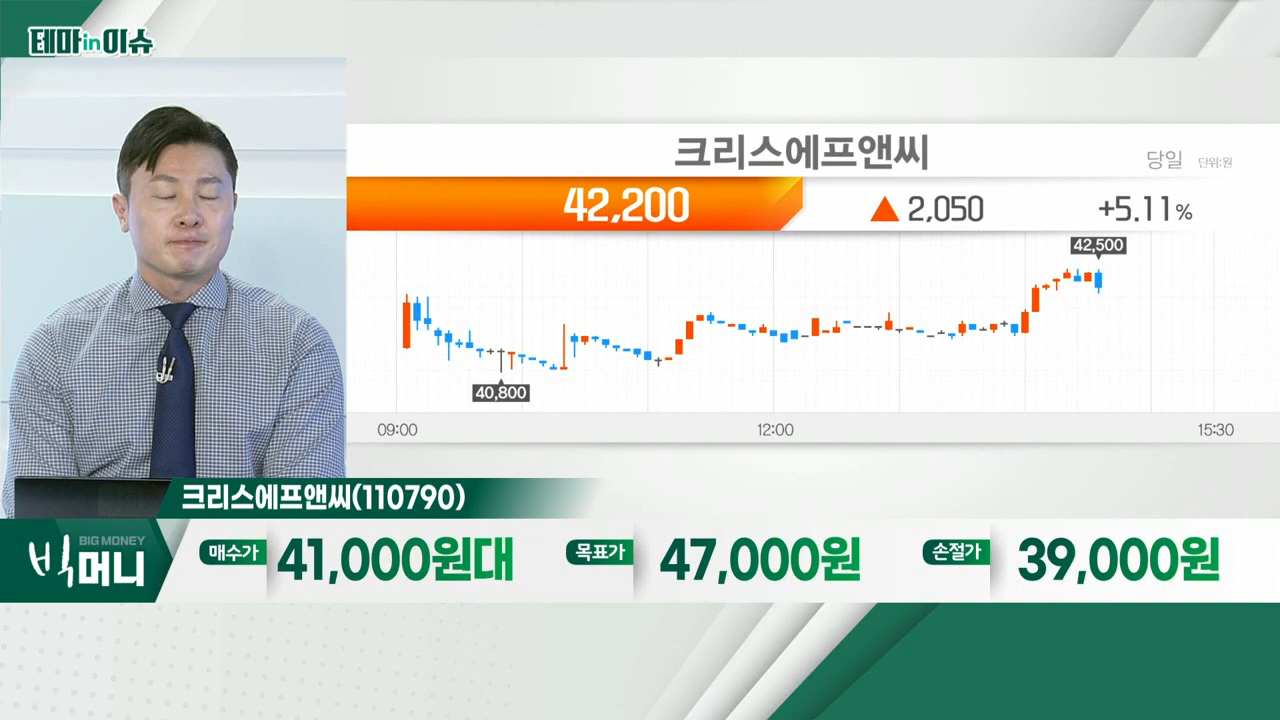 테마in이슈
크리스에프앤씨
당일 단위:원
42,200 ▲ 2,050 +5.11%
42,500
40,800
09:00 12:00 15:30
크리스에프앤씨(110790)
BIG MONEY
빅머니
매수가 41,000원대 목표가 47,000원 손절가 39,000원